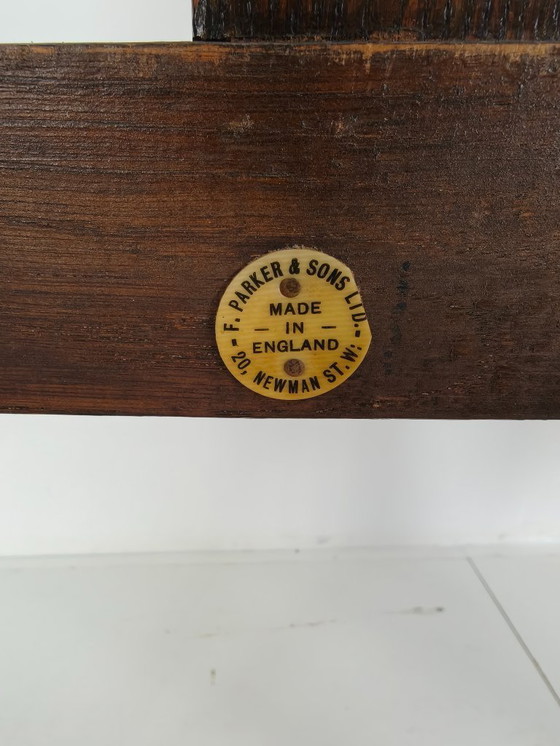 F. PARKER & SONS LTD.
MADE
— IN —
ENGLAND
20, NEWMAN ST. W: